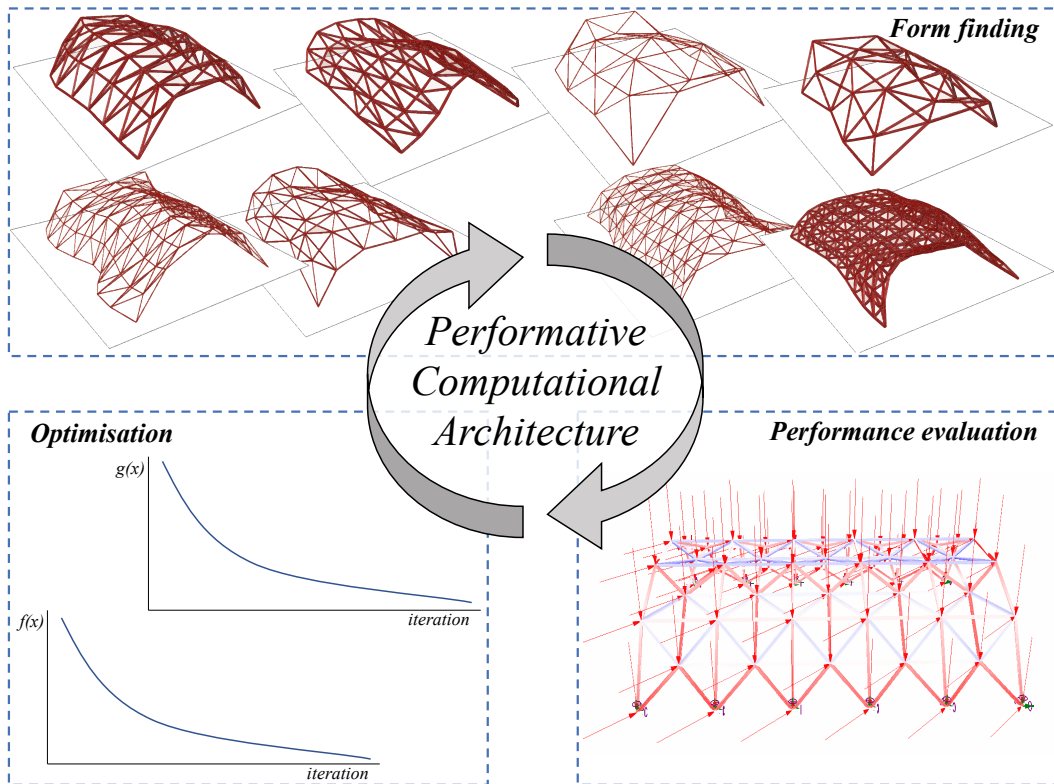 Form finding
Performative
Computational
Architecture
Optimisation
g(x)
iteration
f(x)
iteration
Performance evaluation